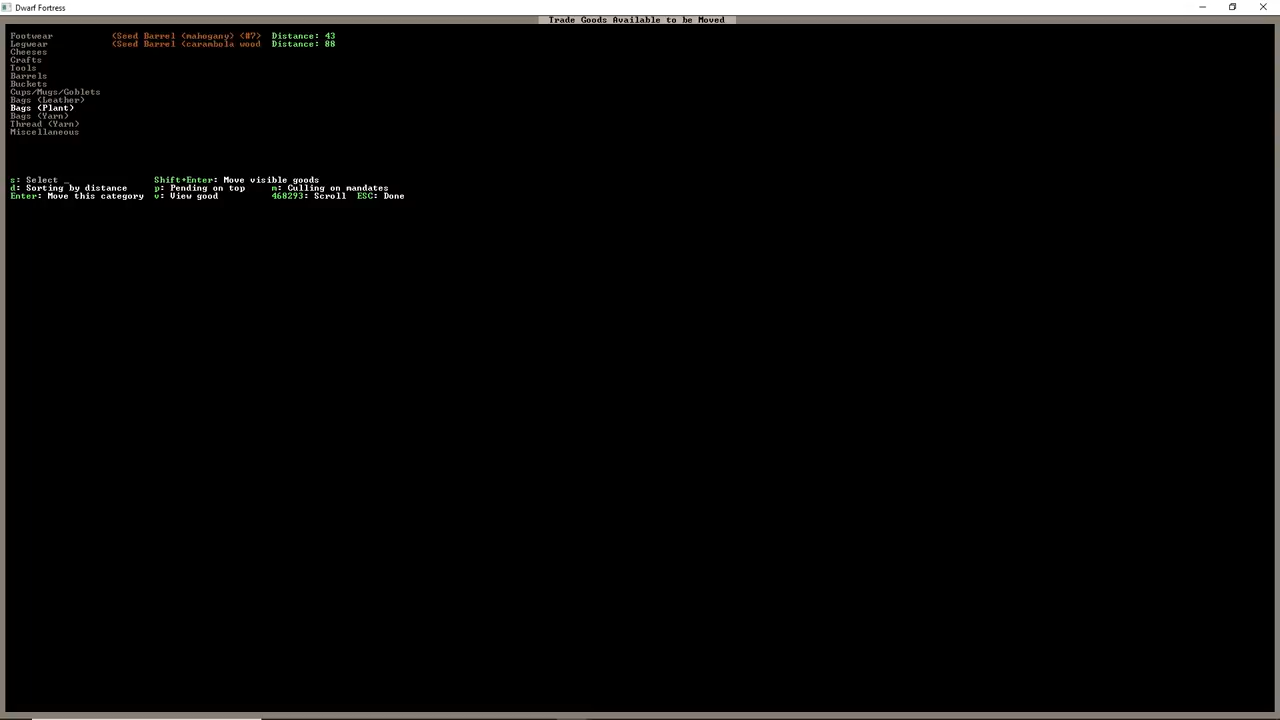 Dwarf Fortress
Trade Goods Available to be Moved
Footwear (Seed Barrel (mahogany) (#7) Distance: 43
Legwear (Seed Barrel (carambola wood Distance: 88
Cheeses
Crafts
Tools
Barrels
Buckets
Cups/Mugs/Goblets
Bags (Leather)
Bags (Plant)
Bags (Yarn)
Thread (Yarn)
Miscellaneous
s: Select _ Shift+Enter: Move visible goods
d: Sorting by distance p: Pending on top m: Culling on mandates
Enter: Move this category v: View good 468293: Scroll ESC: Done